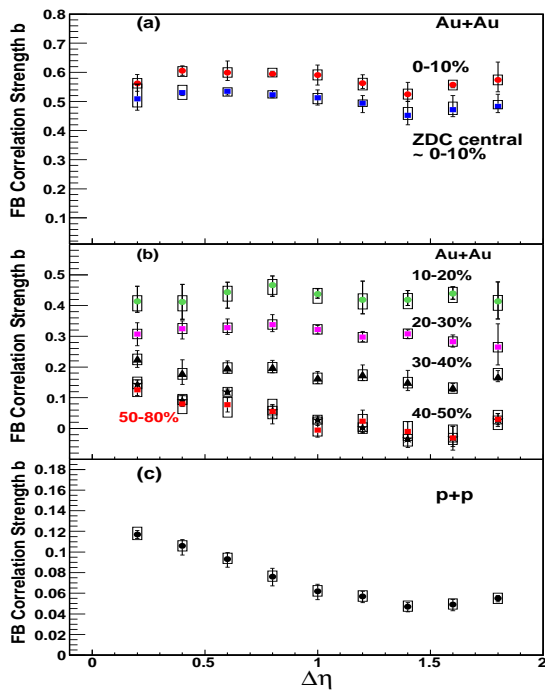 (a)
Au+Au
0-10%
ZDC central
~ 0-10%
FB Correlation Strength b
0.8
0.7
0.6
0.5
0.4
0.3
0.2
0.1
(b)
Au+Au
10-20%
20-30%
30-40%
40-50%
50-80%
FB Correlation Strength b
0.5
0.4
0.3
0.2
0.1
0
(c)
p+p
FB Correlation Strength b
0.18
0.16
0.14
0.12
0.1
0.08
0.06
0.04
0.02
0
0 0.5 1 1.5 2
Δη